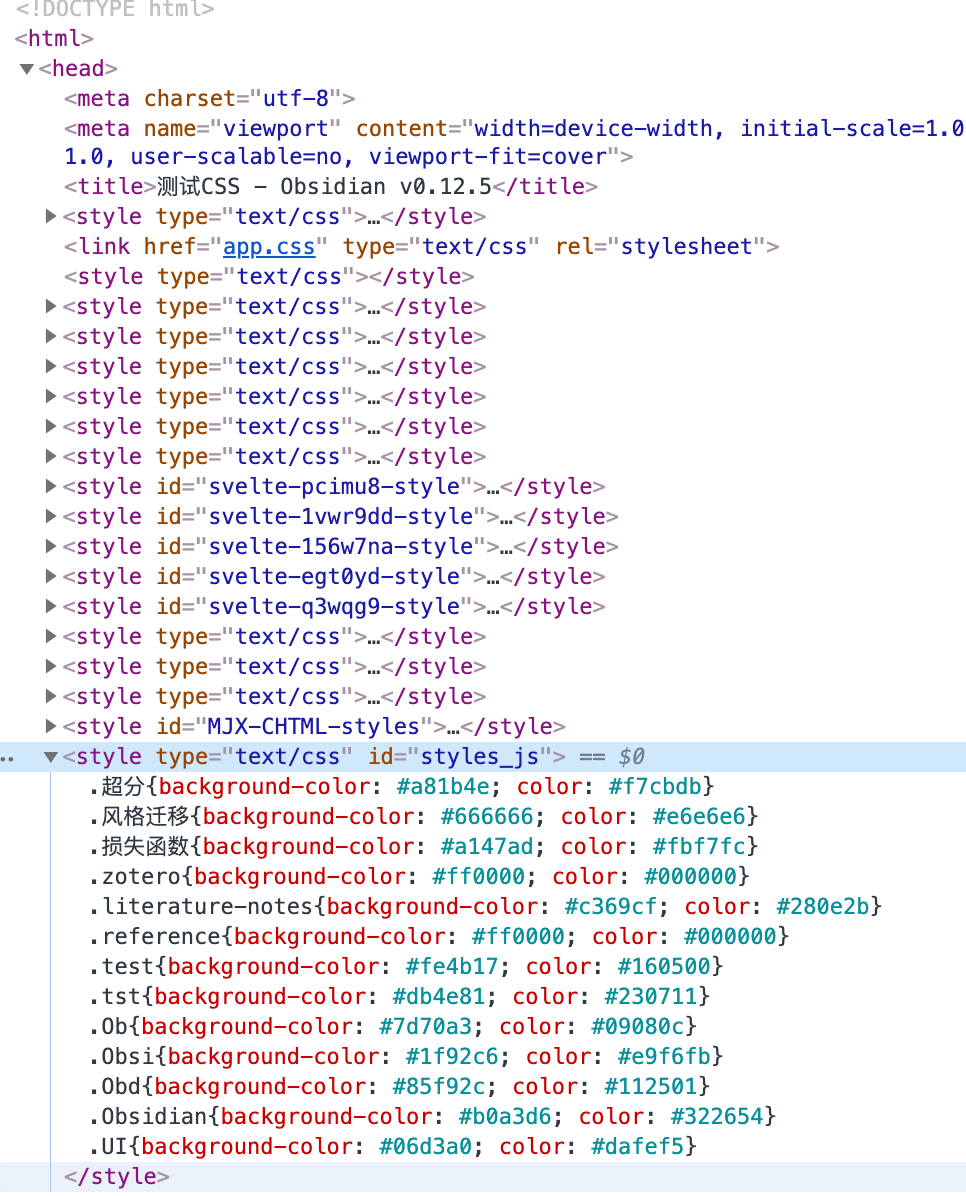 <!DOCTYPE html>
<html>
▼<head>
<meta charset="utf-8">
<meta name="viewport" content="width=device-width, initial-scale=1.0
1.0, user-scalable=no, viewport-fit=cover">
<title>测试CSS - Obsidian v0.12.5</title>
▶<style type="text/css">…</style>
<link href="app.css" type="text/css" rel="stylesheet">
<style type="text/css"></style>
▶<style type="text/css">…</style>
▶<style type="text/css">…</style>
▶<style type="text/css">…</style>
▶<style type="text/css">…</style>
▶<style type="text/css">…</style>
▶<style type="text/css">…</style>
▶<style id="svelte-pcimu8-style">…</style>
▶<style id="svelte-1vwr9dd-style">…</style>
▶<style id="svelte-156w7na-style">…</style>
▶<style id="svelte-egt0yd-style">…</style>
▶<style id="svelte-q3wqg9-style">…</style>
▶<style type="text/css">…</style>
▶<style type="text/css">…</style>
▶<style type="text/css">…</style>
▶<style id="MJX-CHTML-styles">…</style>
▼<style type="text/css" id="styles_js"> == $0
.超分{background-color: #a81b4e; color: #f7cbdb}
.风格迁移{background-color: #666666; color: #e6e6e6}
.损失函数{background-color: #a147ad; color: #fbf7fc}
.zotero{background-color: #ff0000; color: #000000}
.literature-notes{background-color: #c369cf; color: #280e2b}
.reference{background-color: #ff0000; color: #000000}
.test{background-color: #fe4b17; color: #160500}
.tst{background-color: #db4e81; color: #230711}
.Ob{background-color: #7d70a3; color: #09080c}
.Obsi{background-color: #1f92c6; color: #e9f6fb}
.Obd{background-color: #85f92c; color: #112501}
.Obsidian{background-color: #b0a3d6; color: #322654}
.UI{background-color: #06d3a0; color: #dafef5}
</style>